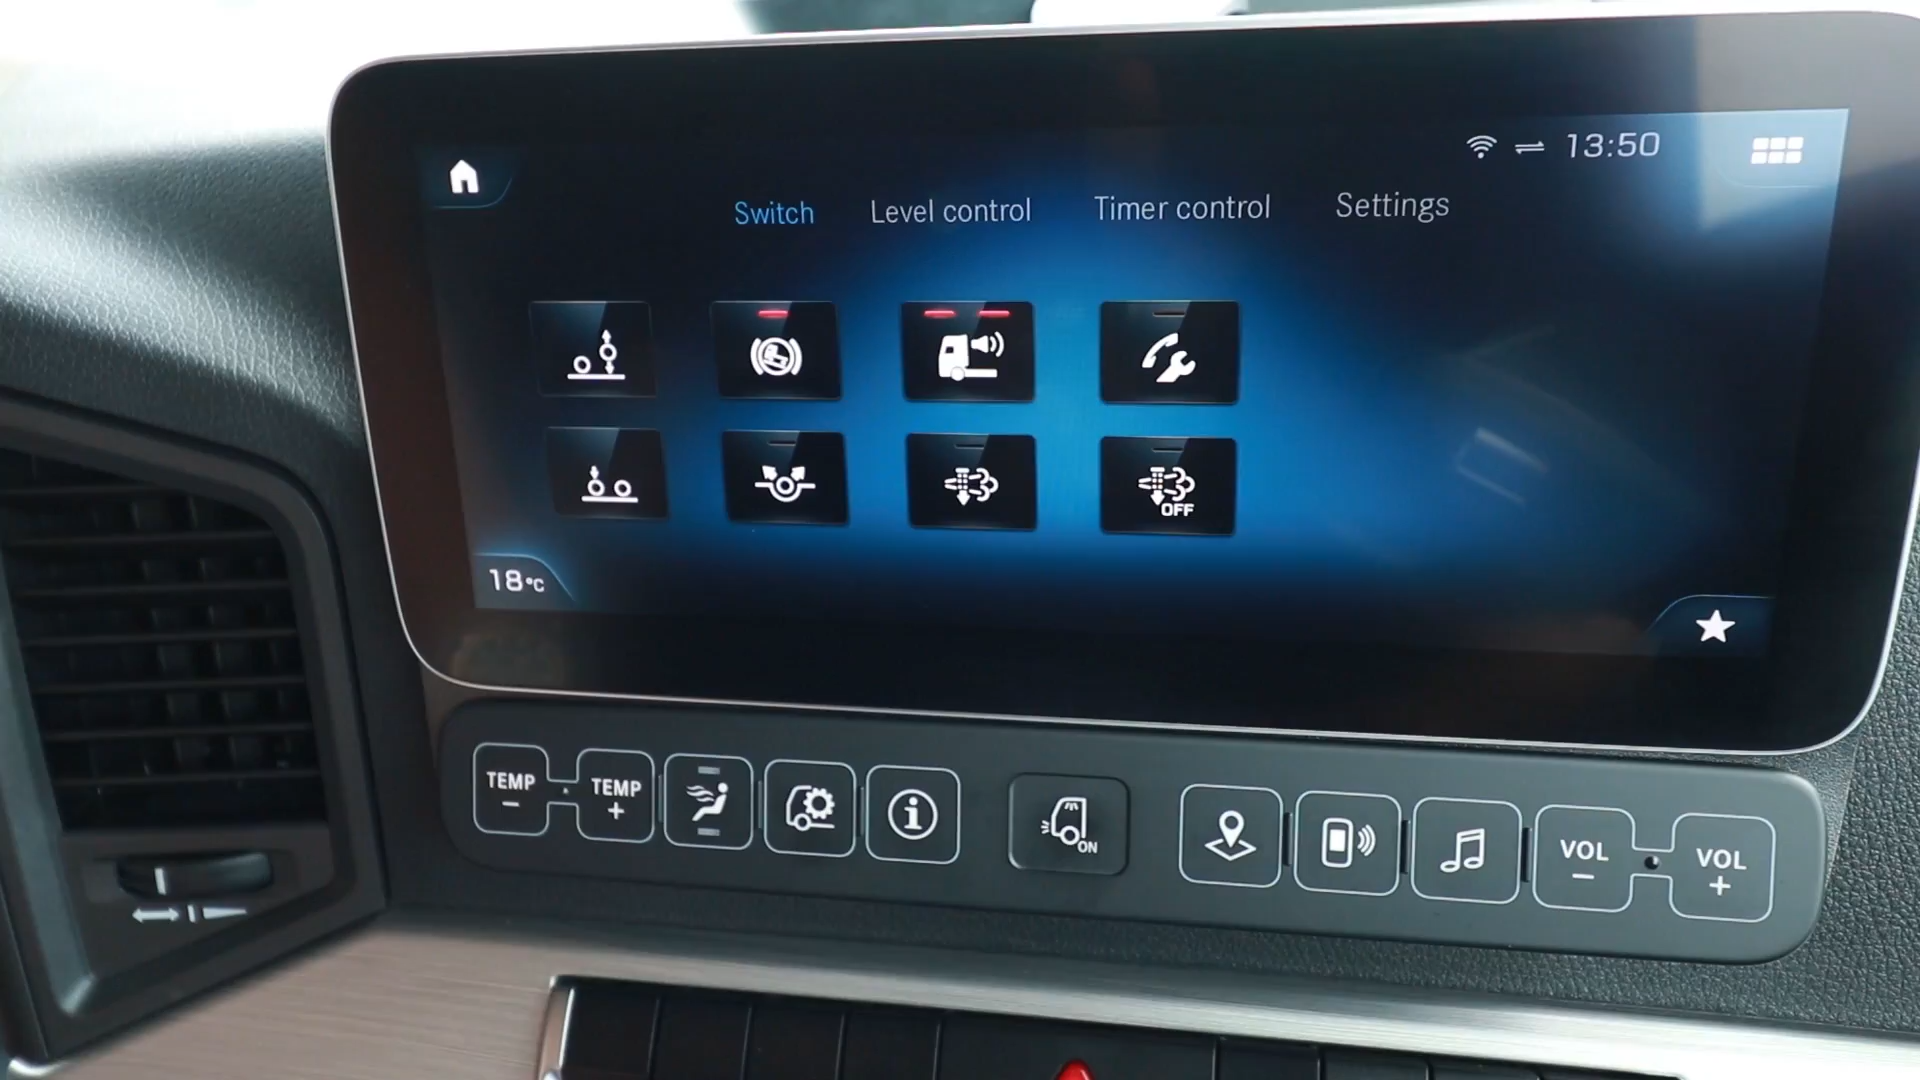 13:50
Switch Level control Timer control Settings
OFF
18°C
TEMP
−
TEMP
+
ON
VOL
−
VOL
+